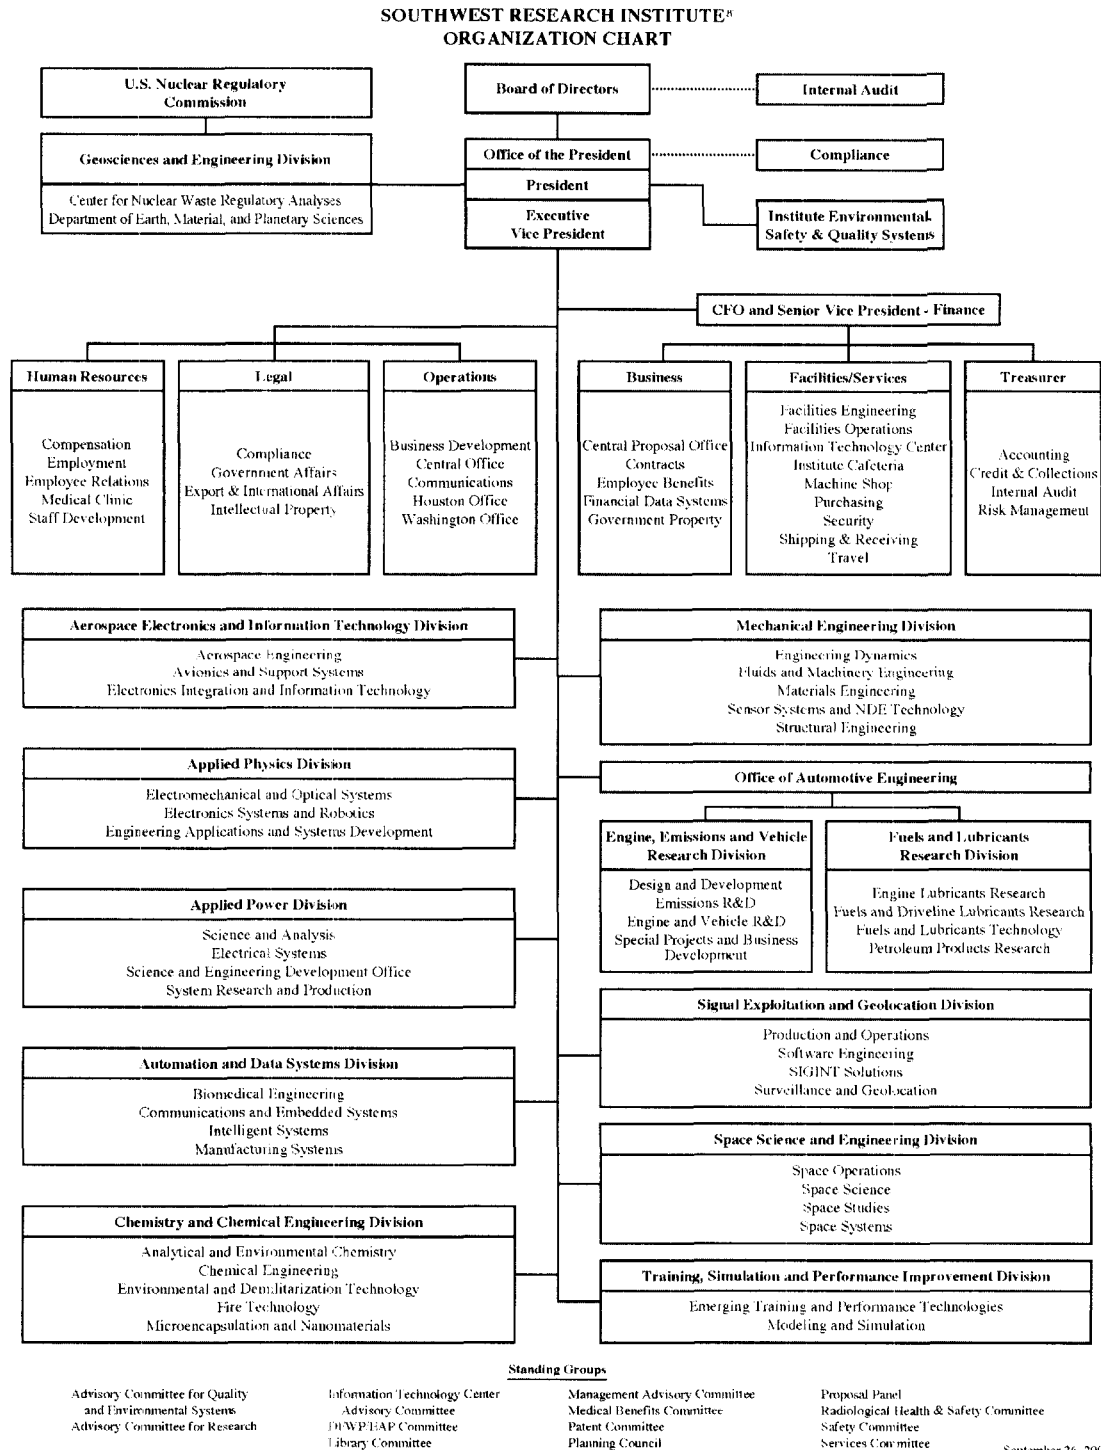 SOUTHWEST RESEARCH INSTITUTE®
ORGANIZATION CHART
U.S. Nuclear Regulatory
Commission
Board of Directors
Internal Audit
Geosciences and Engineering Division
Center for Nuclear Waste Regulatory Analyses
Department of Earth, Material, and Planetary Sciences
Office of the President
President
Executive
Vice President
Compliance
Institute Environmental
Safety & Quality Systems
CFO and Senior Vice President - Finance
Human Resources
Compensation
Employment
Employee Relations
Medical Clinic
Staff Development
Legal
Compliance
Government Affairs
Export & International Affairs
Intellectual Property
Operations
Business Development
Central Office
Communications
Houston Office
Washington Office
Business
Central Proposal Office
Contracts
Employee Benefits
Financial Data Systems
Government Property
Facilities/Services
Facilities Engineering
Facilities Operations
Information Technology Center
Institute Cafeteria
Machine Shop
Purchasing
Security
Shipping & Receiving
Travel
Treasurer
Accounting
Credit & Collections
Internal Audit
Risk Management
Aerospace Electronics and Information Technology Division
Aerospace Engineering
Avionics and Support Systems
Electronics Integration and Information Technology
Applied Physics Division
Electromechanical and Optical Systems
Electronics Systems and Robotics
Engineering Applications and Systems Development
Applied Power Division
Science and Analysis
Electrical Systems
Science and Engineering Development Office
System Research and Production
Automation and Data Systems Division
Biomedical Engineering
Communications and Embedded Systems
Intelligent Systems
Manufacturing Systems
Chemistry and Chemical Engineering Division
Analytical and Environmental Chemistry
Chemical Engineering
Environmental and Demilitarization Technology
Fire Technology
Microencapsulation and Nanomaterials
Mechanical Engineering Division
Engineering Dynamics
Fluids and Machinery Engineering
Materials Engineering
Sensor Systems and NDE Technology
Structural Engineering
Office of Automotive Engineering
Engine, Emissions and Vehicle
Research Division
Design and Development
Emissions R&D
Engine and Vehicle R&D
Special Projects and Business
Development
Fuels and Lubricants
Research Division
Engine Lubricants Research
Fuels and Driveline Lubricants Research
Fuels and Lubricants Technology
Petroleum Products Research
Signal Exploitation and Geolocation Division
Production and Operations
Software Engineering
SIGINT Solutions
Surveillance and Geolocation
Space Science and Engineering Division
Space Operations
Space Science
Space Studies
Space Systems
Training, Simulation and Performance Improvement Division
Emerging Training and Performance Technologies
Modeling and Simulation
Standing Groups
Advisory Committee for Quality
and Environmental Systems
Advisory Committee for Research
Information Technology Center
Advisory Committee
Committee
Library Committee
Management Advisory Committee
Medical Benefits Committee
Patent Committee
Planning Council
Proposal Panel
Radiological Health & Safety Committee
Safety Committee
Services Committee
September 26,